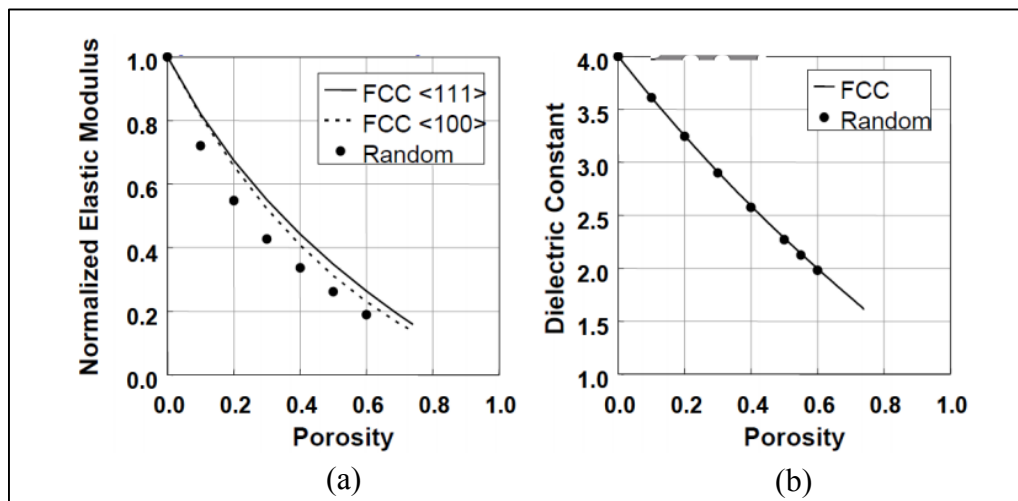 Normalized Elastic Modulus
1.0
0.8
0.6
0.4
0.2
0.0
FCC <111>
FCC <100>
Random
0.0 0.2 0.4 0.6 0.8 1.0
Porosity
(a)
Dielectric Constant
4.0
3.5
3.0
2.5
2.0
1.5
1.0
FCC
Random
0.0 0.2 0.4 0.6 0.8 1.0
Porosity
(b)